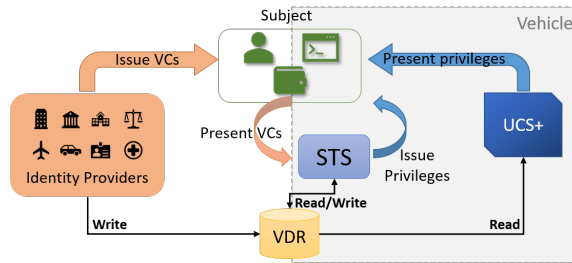 Subject
Vehicle
Issue VCs
Present privileges
Identity Providers
Present VCs
STS
Issue
Privileges
UCS+
Read/Write
Write
VDR
Read